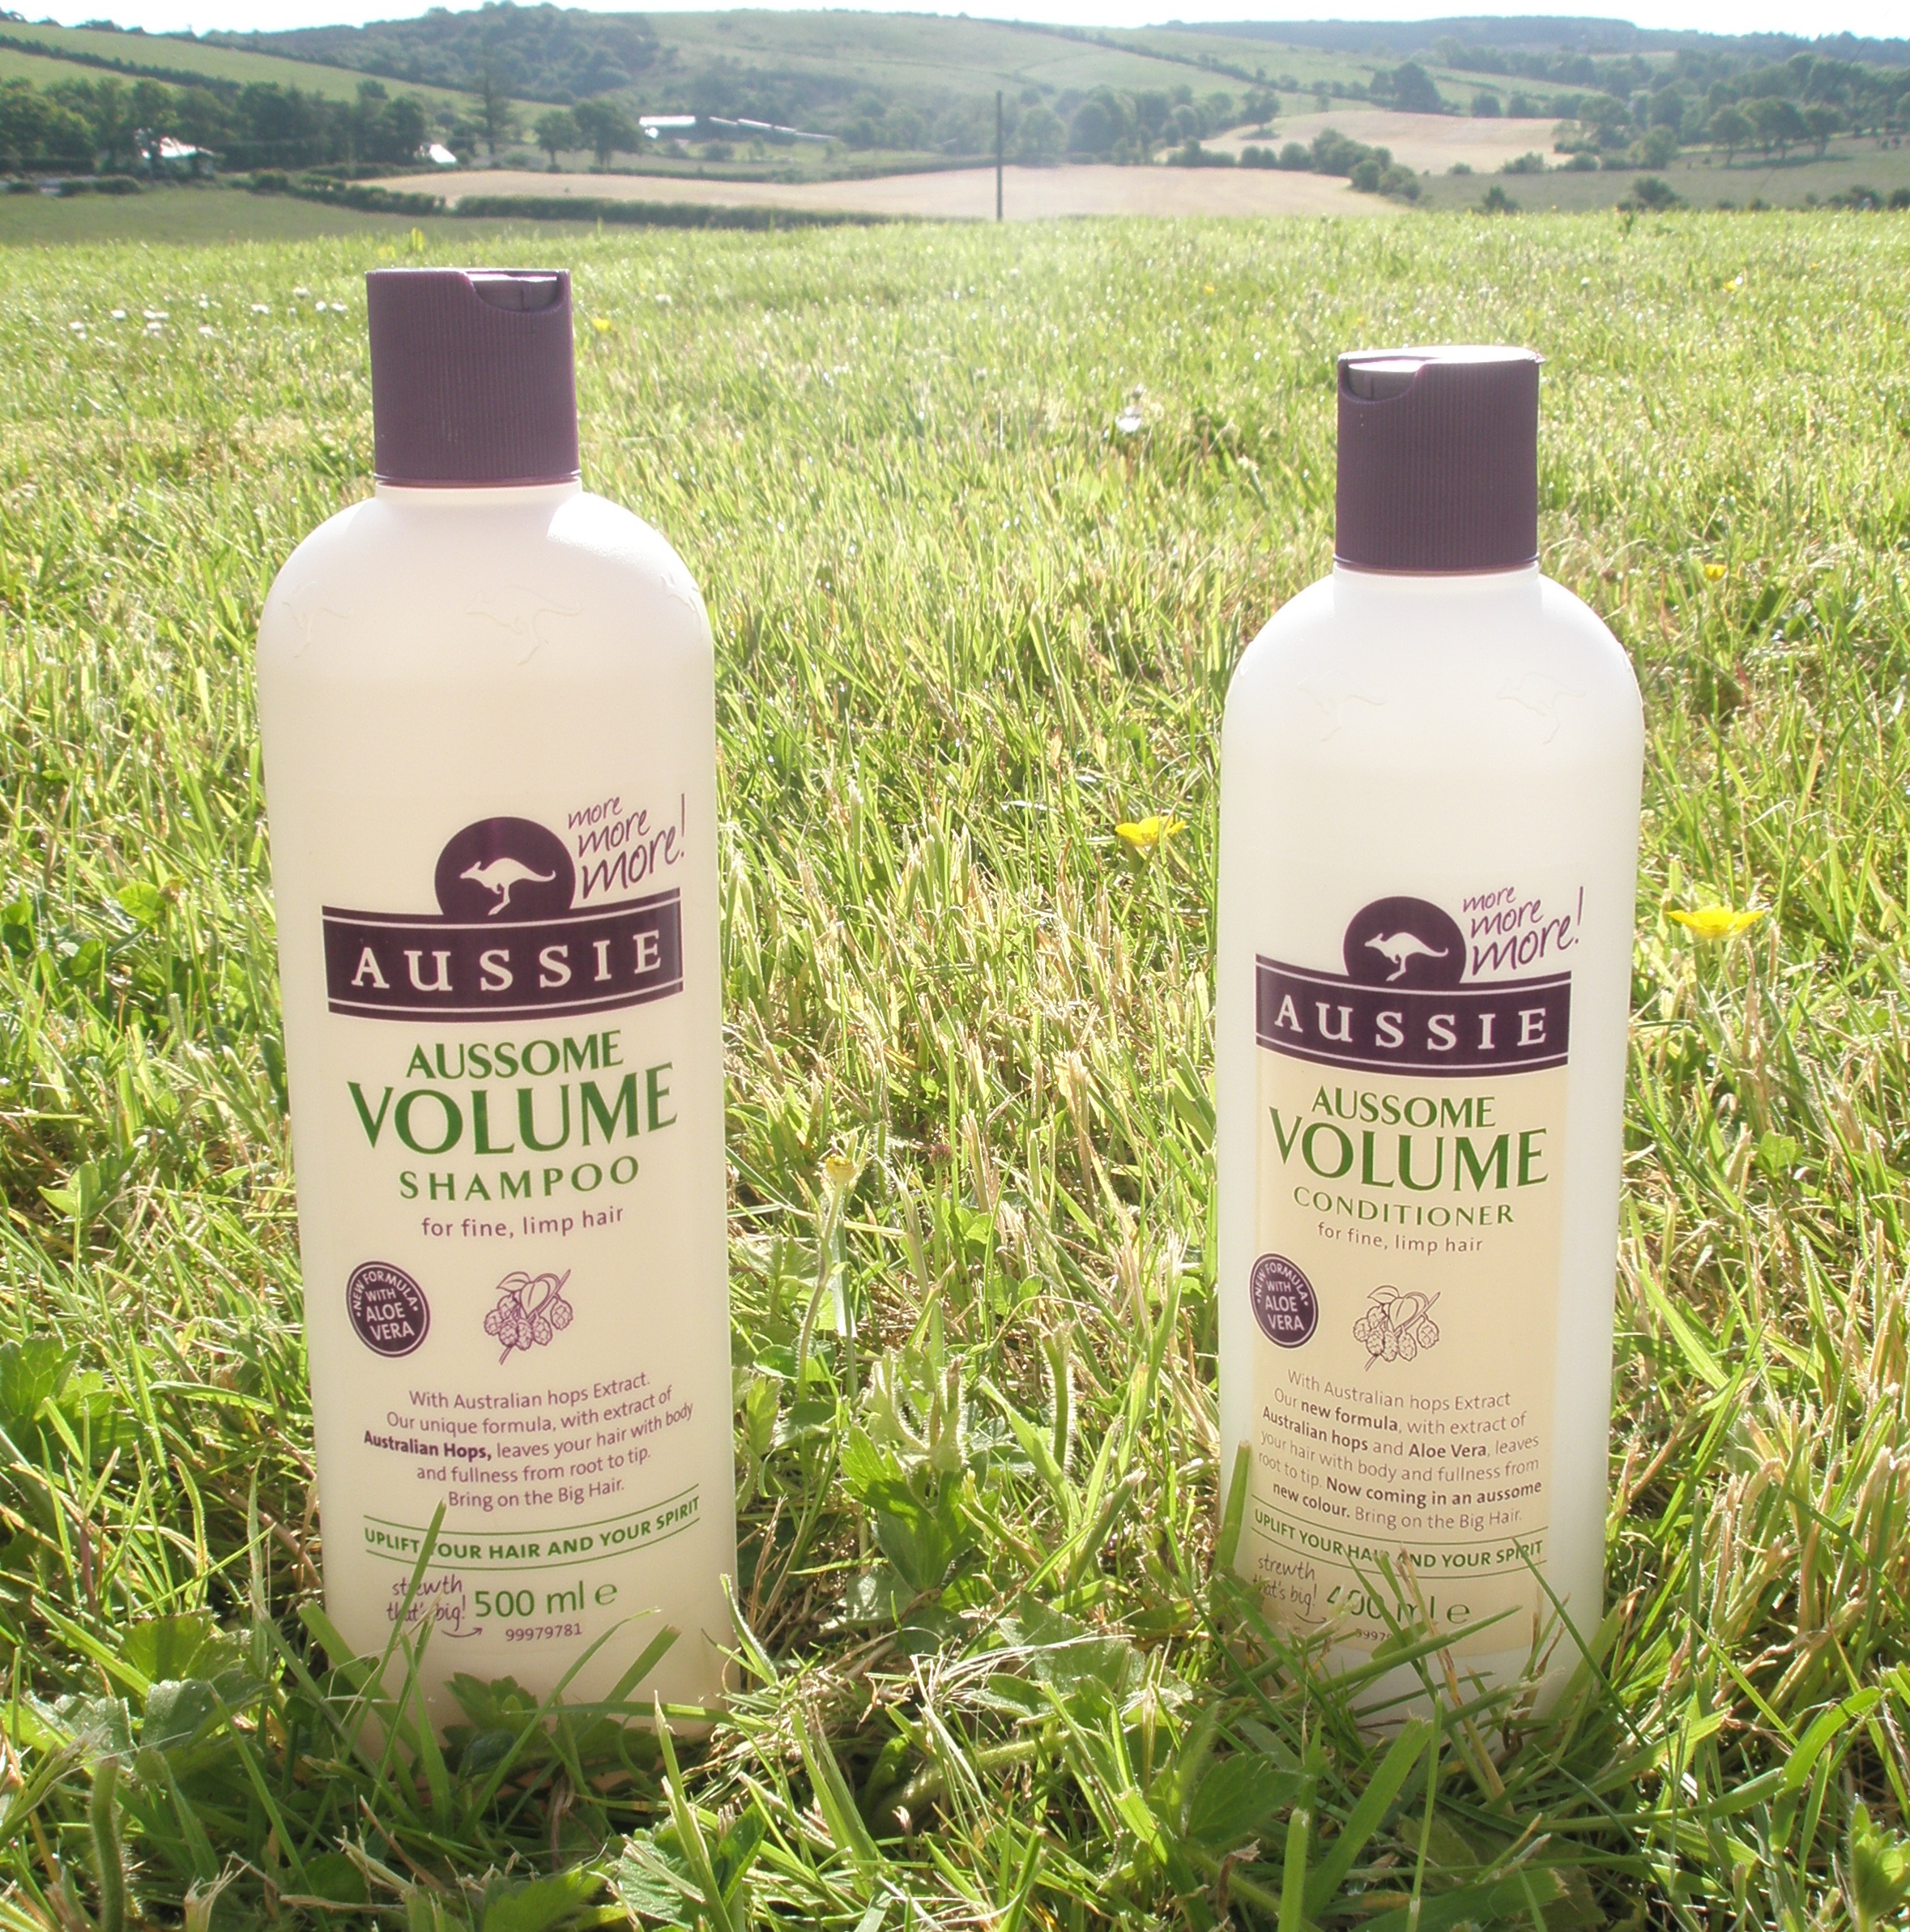 more
more
more!
AUSSIE
AUSSOME
VOLUME
SHAMPOO
for fine, limp hair
•NEW FORMULA•
WITH
ALOE
VERA
With Australian hops Extract.
Our unique formula, with extract of
Australian Hops, leaves your hair with body
and fullness from root to tip.
Bring on the Big Hair.
UPLIFT YOUR HAIR AND YOUR SPIRIT
strewth
that's big!
500 ml e
99979781
more
more
more!
AUSSIE
AUSSOME
VOLUME
CONDITIONER
for fine, limp hair
•NEW FORMULA•
WITH
ALOE
VERA
With Australian hops Extract
Our new formula, with extract of
Australian hops and Aloe Vera, leaves
your hair with body and fullness from
root to tip. Now coming in an aussome
new colour. Bring on the Big Hair.
UPLIFT YOUR HAIR AND YOUR SPIRIT
strewth
that's big!
400 ml e